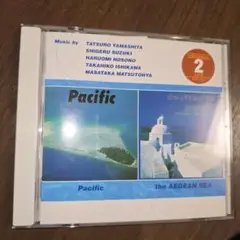 Music by
TATSURO YAMASHITA
SHIGERU SUZUKI
HARUOMI HOSONO
TAKAHIKO ISHIKAWA
MASATAKA MATSUTOYA
2
Pacific
Pacific
the AEGEAN SEA